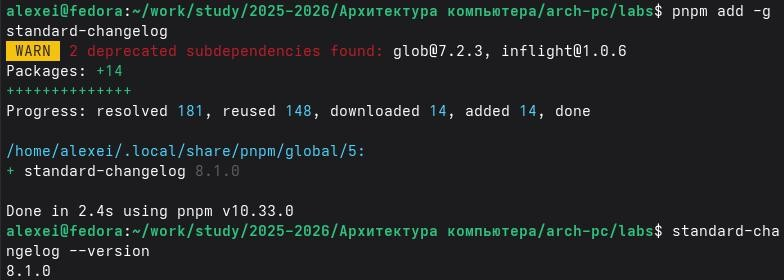 alexei@fedora:~/work/study/2025-2026/Архитектура компьютера/arch-pc/labs$ pnpm add -g
standard-changelog
WARN 2 deprecated subdependencies found: glob@7.2.3, inflight@1.0.6
Packages: +14
++++++++++++++
Progress: resolved 181, reused 148, downloaded 14, added 14, done
/home/alexei/.local/share/pnpm/global/5:
+ standard-changelog 8.1.0
Done in 2.4s using pnpm v10.33.0
alexei@fedora:~/work/study/2025-2026/Архитектура компьютера/arch-pc/labs$ standard-cha
ngelog --version
8.1.0